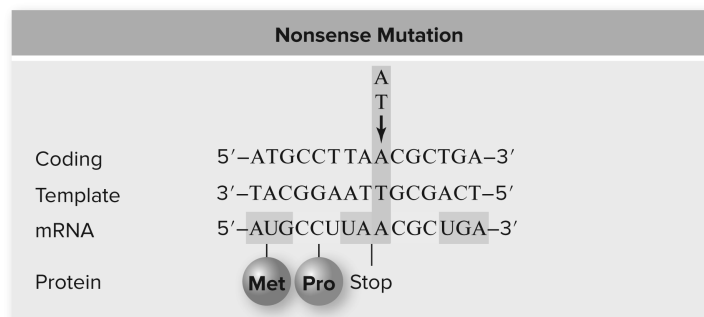 Nonsense Mutation
A
T
Coding 5′–ATGCCTTAACGCTGA–3′
Template 3′–TACGGAATTGCGACT–5′
mRNA 5′–AUGCCUUAACGCUGA–3′
Protein Met Pro Stop